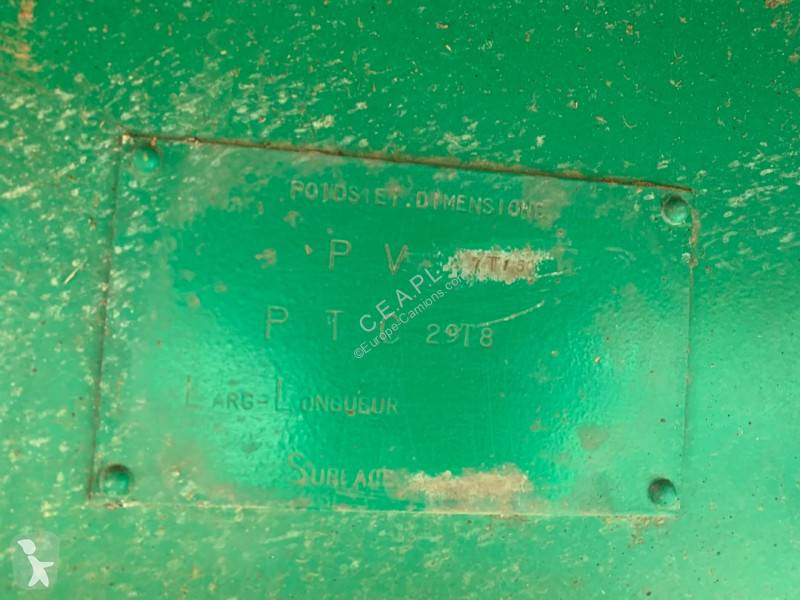 POIDS ET. DIMENSIONS
P V
P T C 29T8
LARG-LONGUEUR
SURFACE
C.E.A.P.L.
©Europe-Camions.com